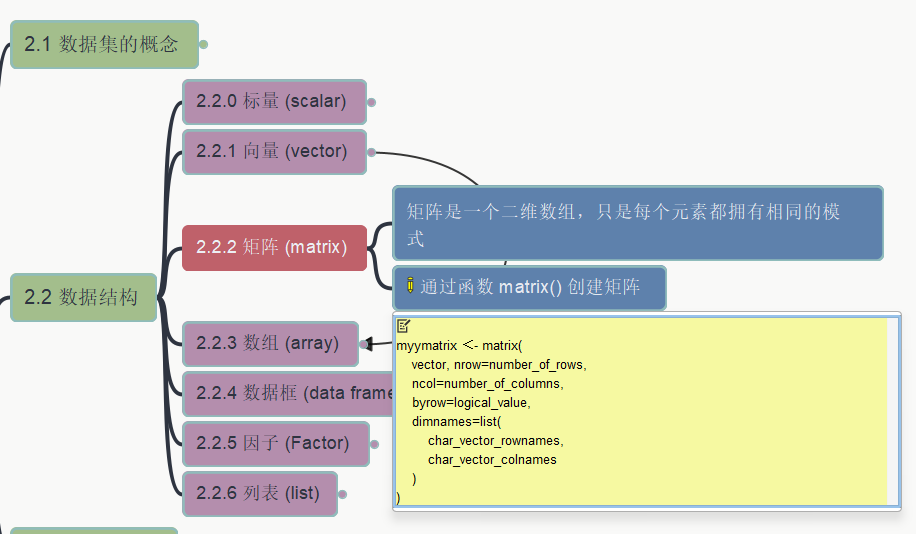 2.1 数据集的概念
2.2.0 标量 (scalar)
2.2.1 向量 (vector)
矩阵是一个二维数组，只是每个元素都拥有相同的模
式
2.2.2 矩阵 (matrix)
通过函数 matrix() 创建矩阵
2.2 数据结构
2.2.3 数组 (array)
2.2.4 数据框 (data frame
2.2.5 因子 (Factor)
2.2.6 列表 (list)
myymatrix <- matrix(
vector, nrow=number_of_rows,
ncol=number_of_columns,
byrow=logical_value,
dimnames=list(
char_vector_rownames,
char_vector_colnames
)
)